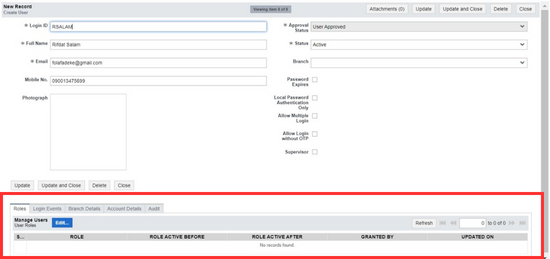 New Record
Create User
Viewing item 0 of 0
Attachments (0) Update Update and Close Delete Close
Login ID RSALAM
Approval Status User Approved
Full Name Rifdat Salam
Status Active
Email folaifadeke@gmail.com
Branch
Mobile No. 090010475699
Password Expires
Photograph
Local Password Authentication Only
Allow Multiple Login
Allow Login without OTP
Supervisor
Update Update and Close Delete Close
Roles Login Events Branch Details Account Details Audit
Manage Users
User Roles
Edit...
Refresh 0 to 0 of 0
S... ROLE ROLE ACTIVE BEFORE ROLE ACTIVE AFTER GRANTED BY UPDATED ON
No records found.